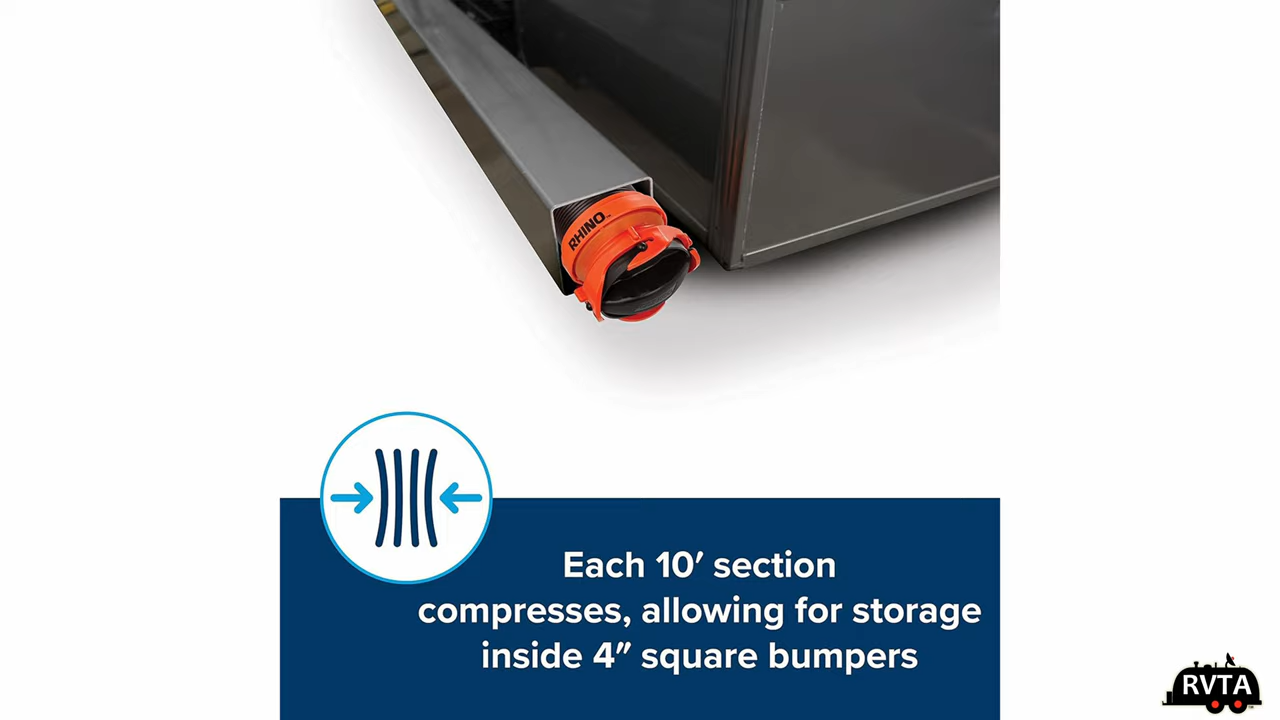 RHINO
Each 10′ section
compresses, allowing for storage
inside 4″ square bumpers
RVTA